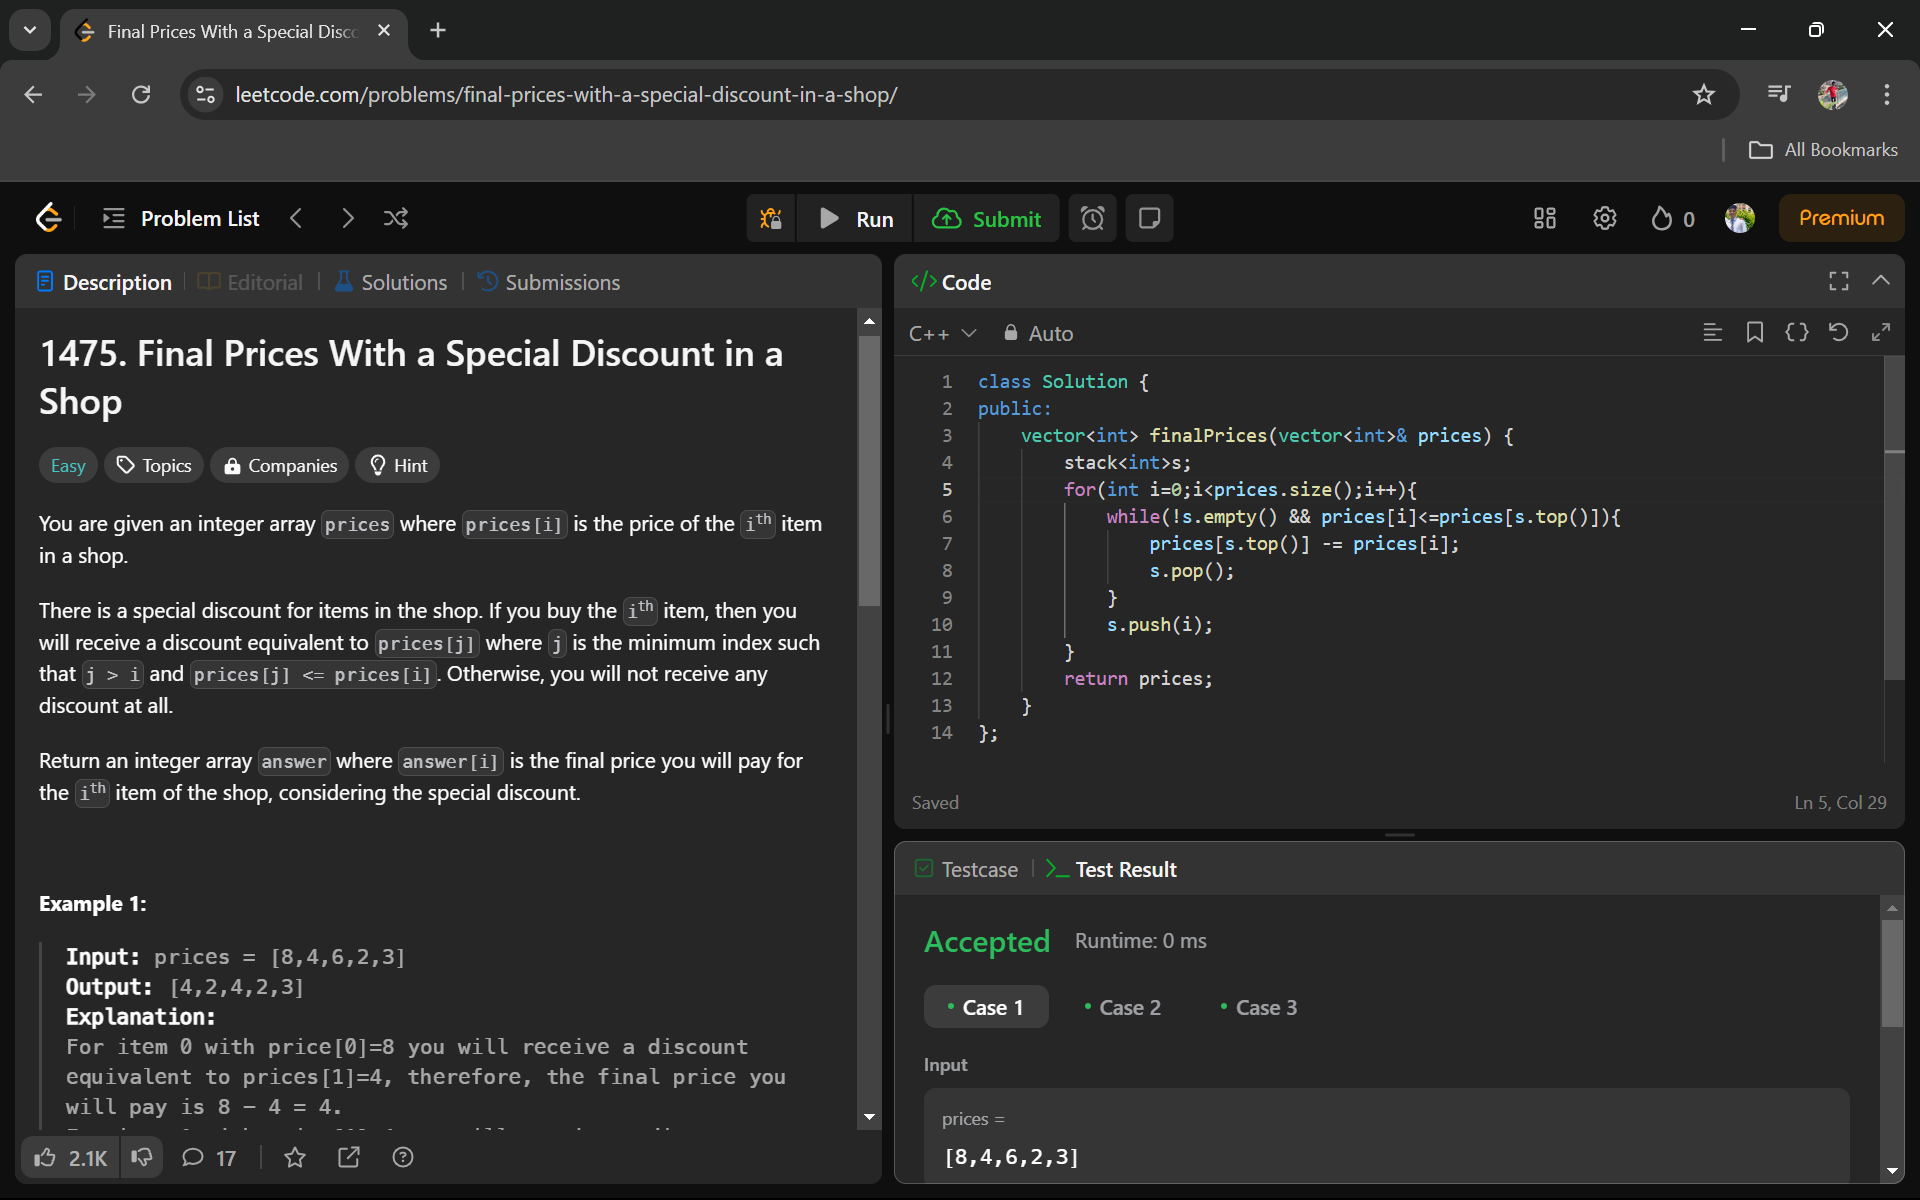 Final Prices With a Special Disco
leetcode.com/problems/final-prices-with-a-special-discount-in-a-shop/
All Bookmarks
Problem List
Run
Submit
0
Premium
Description
Editorial
Solutions
Submissions
1475. Final Prices With a Special Discount in a
Shop
Easy
Topics
Companies
Hint
You are given an integer array prices where prices[i] is the price of the ith item
in a shop.
There is a special discount for items in the shop. If you buy the ith item, then you
will receive a discount equivalent to prices[j] where j is the minimum index such
that j > i and prices[j] <= prices[i]. Otherwise, you will not receive any
discount at all.
Return an integer array answer where answer[i] is the final price you will pay for
the ith item of the shop, considering the special discount.
Example 1:
Input: prices = [8,4,6,2,3]
Output: [4,2,4,2,3]
Explanation:
For item 0 with price[0]=8 you will receive a discount
equivalent to prices[1]=4, therefore, the final price you
will pay is 8 - 4 = 4.
2.1K
17
</> Code
C++
Auto
1 class Solution {
2 public:
3 vector<int> finalPrices(vector<int>& prices) {
4 stack<int>s;
5 for(int i=0;i<prices.size();i++){
6 while(!s.empty() && prices[i]<=prices[s.top()]){
7 prices[s.top()] -= prices[i];
8 s.pop();
9 }
10 s.push(i);
11 }
12 return prices;
13 }
14 };
Saved
Ln 5, Col 29
Testcase
>_ Test Result
Accepted
Runtime: 0 ms
Case 1
Case 2
Case 3
Input
prices =
[8,4,6,2,3]